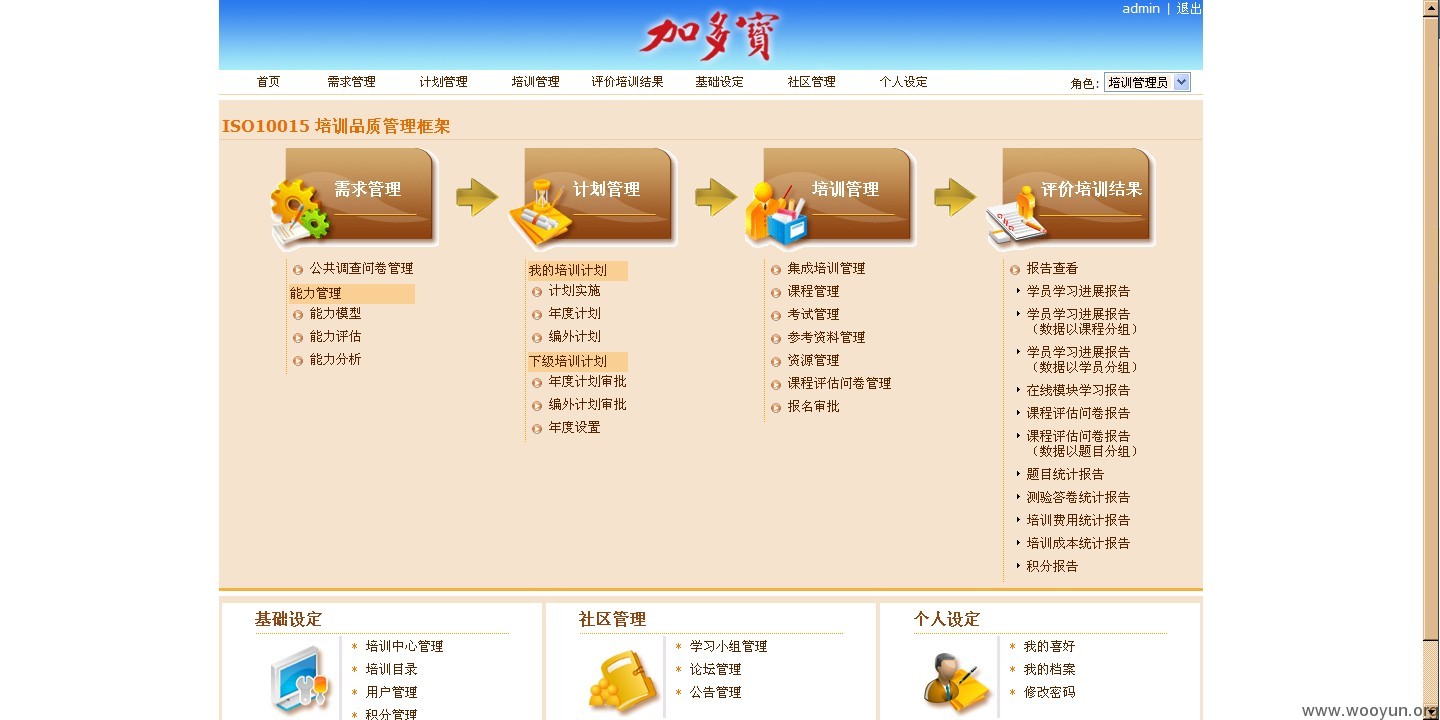 admin | 退出
加多寶
首页 需求管理 计划管理 培训管理 评价培训结果 基础设定 社区管理 个人设定 角色: 培训管理员
ISO10015 培训品质管理框架
需求管理
公共调查问卷管理
能力管理
能力模型
能力评估
能力分析
计划管理
我的培训计划
计划实施
年度计划
编外计划
下级培训计划
年度计划审批
编外计划审批
年度设置
培训管理
集成培训管理
课程管理
考试管理
参考资料管理
资源管理
课程评估问卷管理
报名审批
评价培训结果
报告查看
学员学习进展报告
学员学习进展报告
（数据以课程分组）
学员学习进展报告
（数据以学员分组）
在线模块学习报告
课程评估问卷报告
课程评估问卷报告
（数据以题目分组）
题目统计报告
测验答卷统计报告
培训费用统计报告
培训成本统计报告
积分报告
基础设定
培训中心管理
培训目录
用户管理
积分管理
社区管理
学习小组管理
论坛管理
公告管理
个人设定
我的喜好
我的档案
修改密码
www.wooyun.org